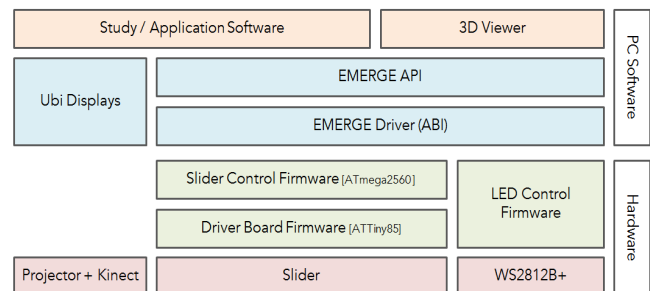 Study / Application Software
3D Viewer
PC Software
Ubi Displays
EMERGE API
EMERGE Driver (ABI)
Slider Control Firmware [ATmega2560]
LED Control
Firmware
Hardware
Driver Board Firmware [ATTiny85]
Projector + Kinect
Slider
WS2812B+